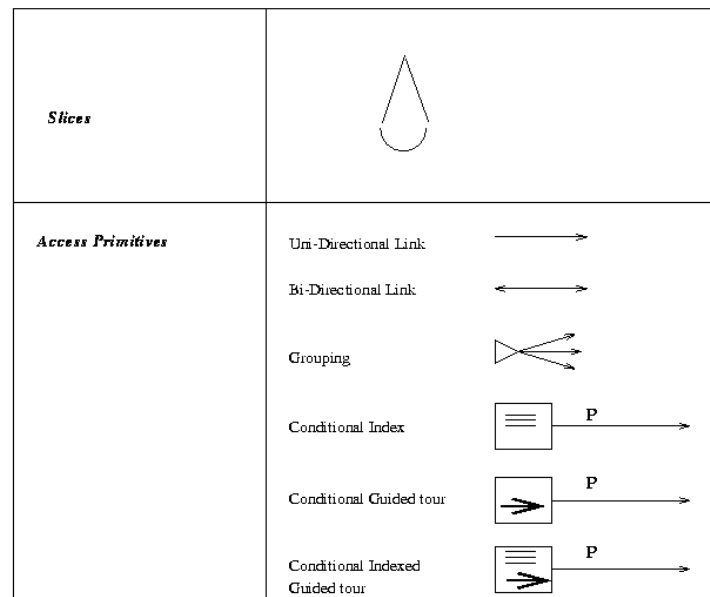 Slices
Access Primitives
Uni-Directional Link
Bi-Directional Link
Grouping
Conditional Index
P
Conditional Guided tour
P
Conditional Indexed
Guided tour
P